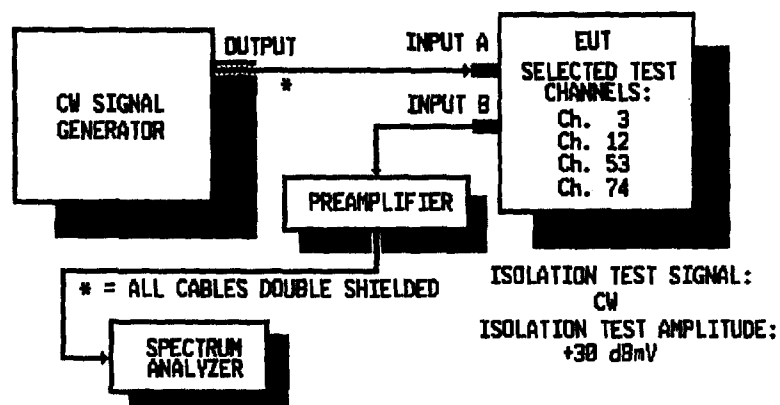 OUTPUT
INPUT A
EUT
SELECTED TEST
CHANNELS:
Ch. 3
Ch. 12
Ch. 53
Ch. 74
CW SIGNAL
GENERATOR
*
INPUT B
PREAMPLIFIER
* = ALL CABLES DOUBLE SHIELDED
SPECTRUM
ANALYZER
ISOLATION TEST SIGNAL:
CW
ISOLATION TEST AMPLITUDE:
+30 dBmV